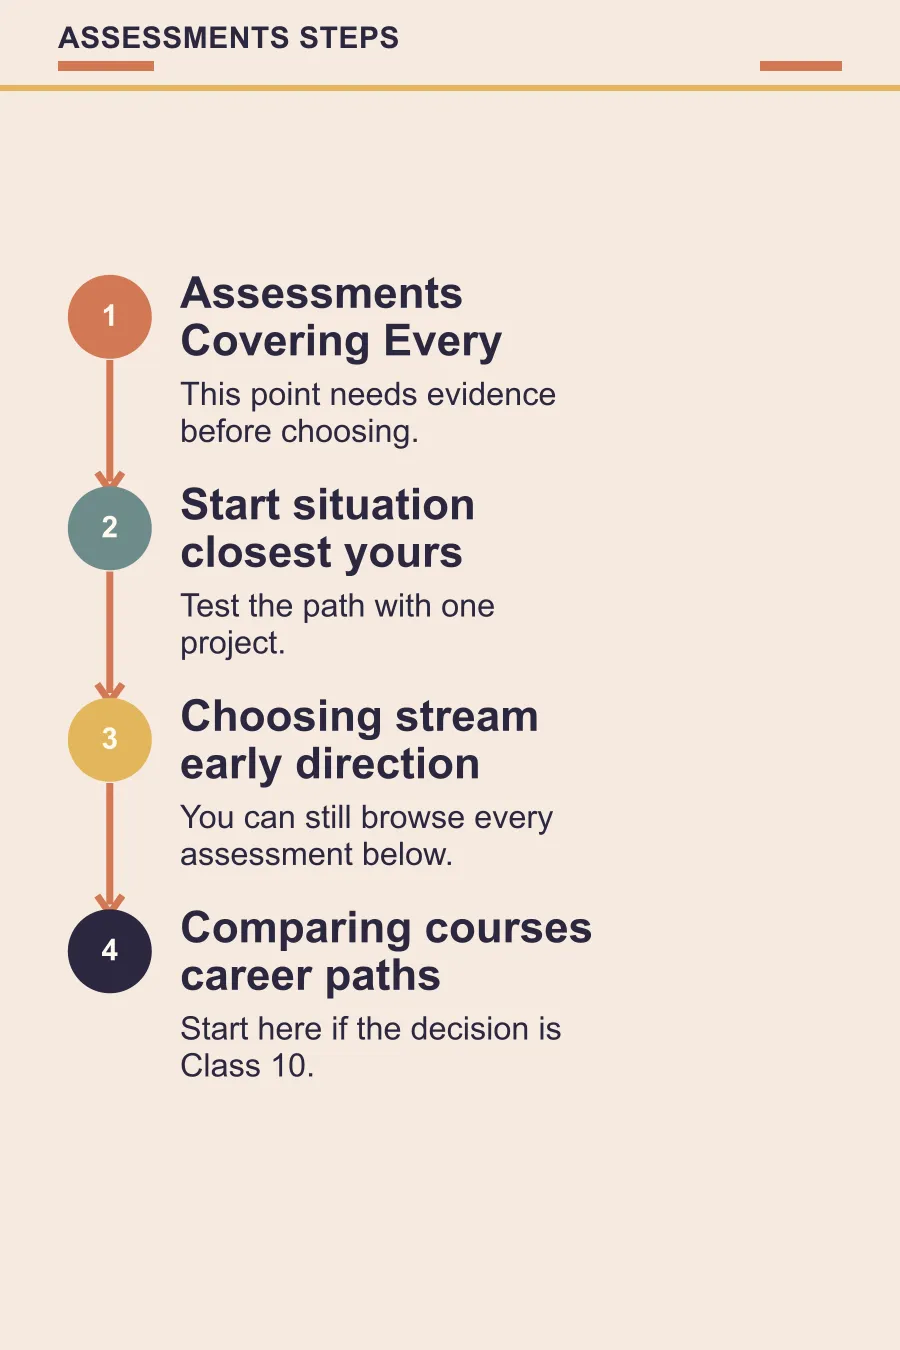 ASSESSMENTS STEPS
1
Assessments
Covering Every
This point needs evidence
before choosing.
2
Start situation
closest yours
Test the path with one
project.
3
Choosing stream
early direction
You can still browse every
assessment below.
4
Comparing courses
career paths
Start here if the decision is
Class 10.